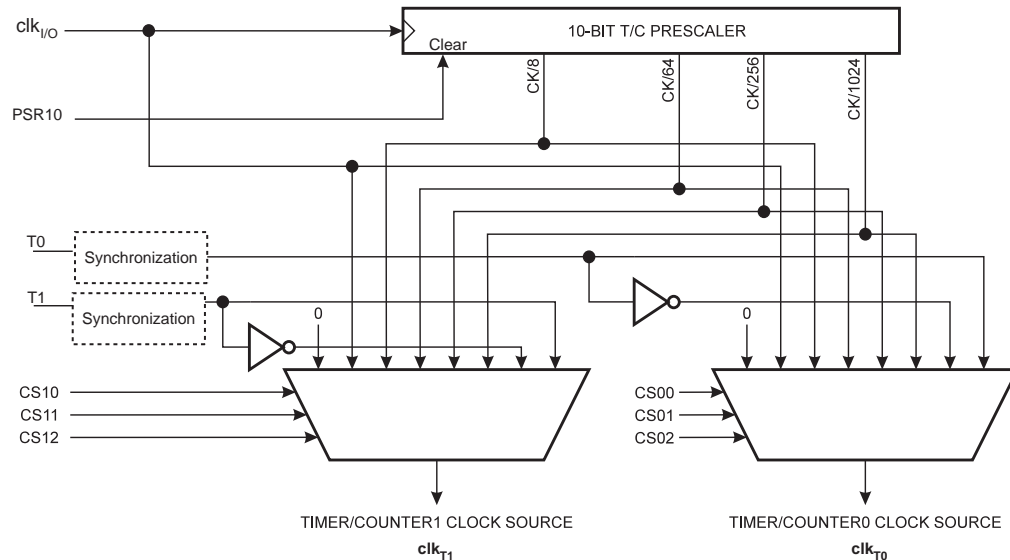 clkI/O
10-BIT T/C PRESCALER
Clear
CK/8
CK/64
CK/256
CK/1024
PSR10
T0
Synchronization
T1
Synchronization
0
0
CS10
CS11
CS12
CS00
CS01
CS02
TIMER/COUNTER1 CLOCK SOURCE
clkT1
TIMER/COUNTER0 CLOCK SOURCE
clkT0